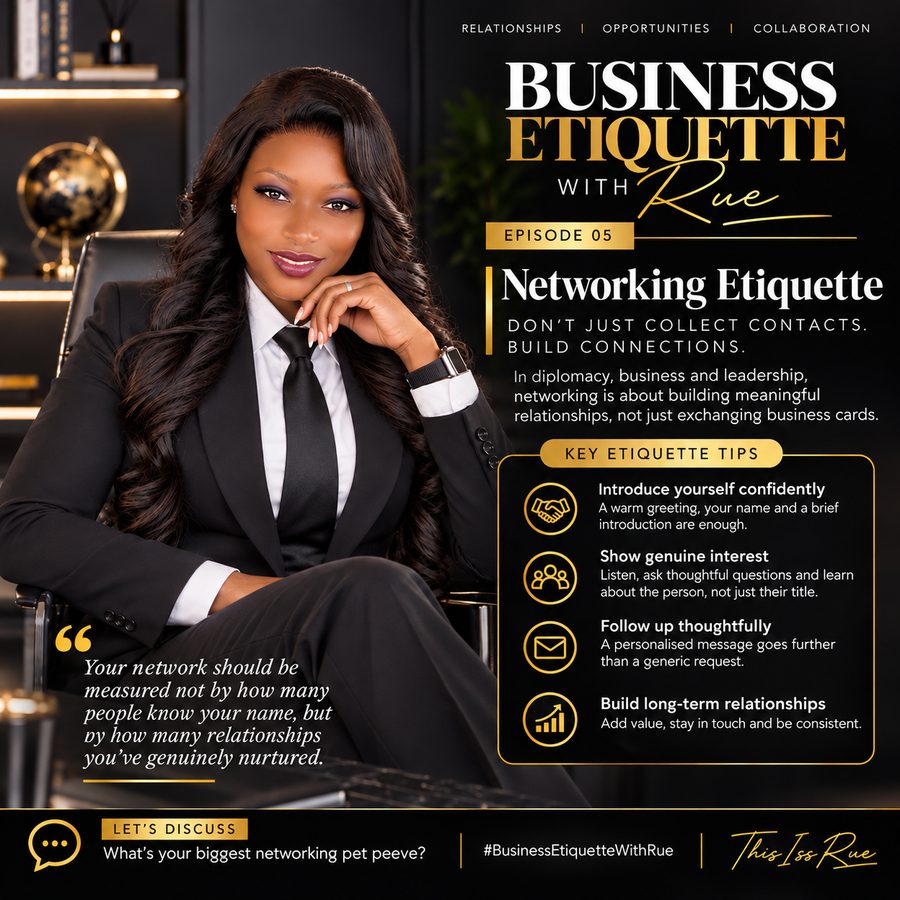 RELATIONSHIPS | OPPORTUNITIES | COLLABORATION
BUSINESS
ETIQUETTE
WITH Rue
EPISODE 05
Networking Etiquette
DON'T JUST COLLECT CONTACTS.
BUILD CONNECTIONS.
In diplomacy, business and leadership,
networking is about building meaningful
relationships, not just exchanging business cards.
KEY ETIQUETTE TIPS
Introduce yourself confidently
A warm greeting, your name and a brief
introduction are enough.
Show genuine interest
Listen, ask thoughtful questions and learn
about the person, not just their title.
Follow up thoughtfully
A personalised message goes further
than a generic request.
Build long-term relationships
Add value, stay in touch and be consistent.
“
Your network should be
measured not by how many
people know your name, but
by how many relationships
you've genuinely nurtured.
LET'S DISCUSS
What's your biggest networking pet peeve?
#BusinessEtiquetteWithRue
ThisIssRue